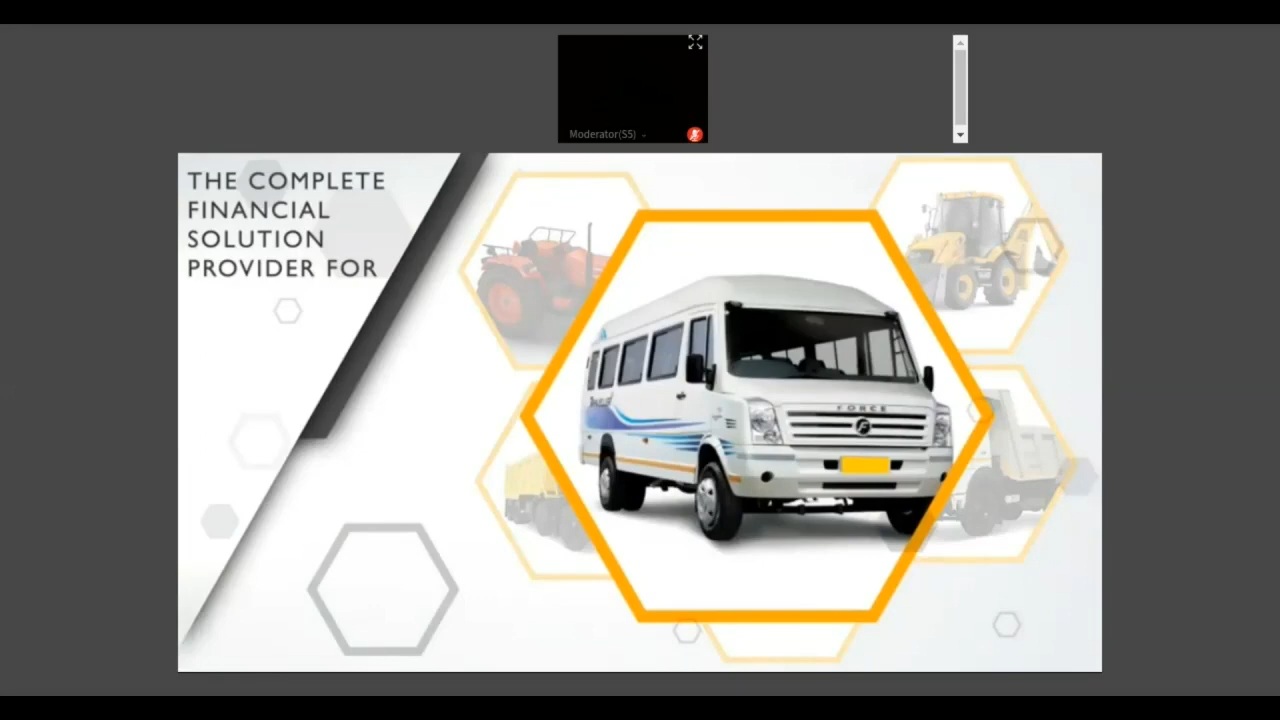 Moderator(S5)
THE COMPLETE
FINANCIAL
SOLUTION
PROVIDER FOR
FORCE